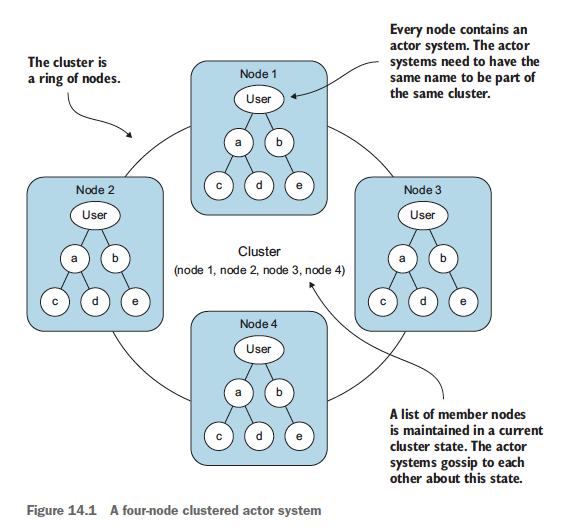 Every node contains an
actor system. The actor
systems need to have the
same name to be part of
the same cluster.
The cluster is
a ring of nodes.
Node 1
User
a
b
c
d
e
Node 2
User
a
b
c
d
e
Node 3
User
a
b
c
d
e
Cluster
(node 1, node 2, node 3, node 4)
Node 4
User
a
b
c
d
e
A list of member nodes
is maintained in a current
cluster state. The actor
systems gossip to each
other about this state.
Figure 14.1 A four-node clustered actor system